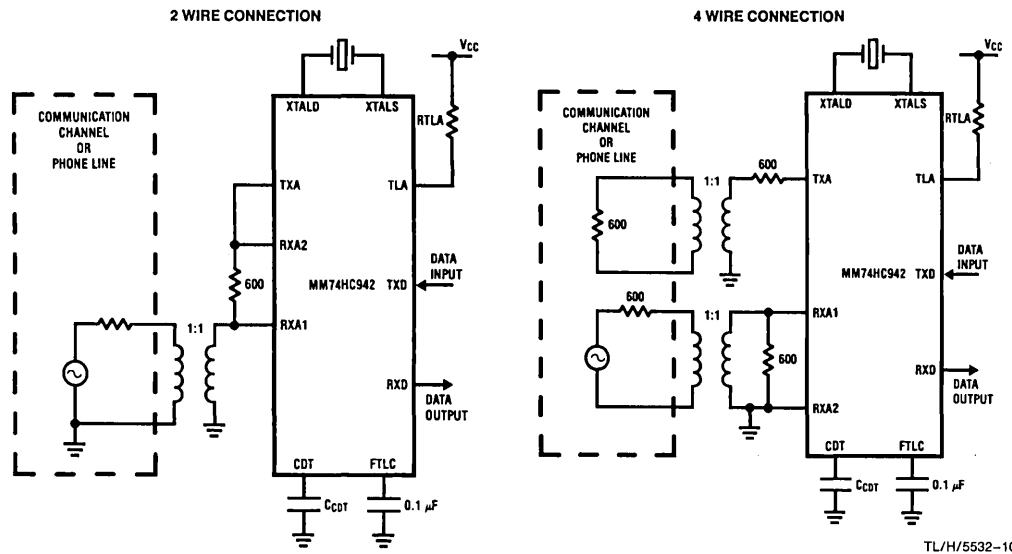 2 WIRE CONNECTION
VCC
XTALD XTALS
RTLA
COMMUNICATION
CHANNEL
OR
PHONE LINE
TXA
TLA
RXA2
DATA
INPUT
600
MM74HC942
TXD
1:1
RXA1
RXD
DATA
OUTPUT
CDT
FTLC
CCDT
0.1 µF
4 WIRE CONNECTION
VCC
XTALD XTALS
RTLA
COMMUNICATION
CHANNEL
OR
PHONE LINE
600
1:1
TXA
TLA
600
DATA
INPUT
MM74HC942
TXD
600
1:1
RXA1
600
RXD
DATA
OUTPUT
RXA2
CDT
FTLC
CCDT
0.1 µF
TL/H/5532-10